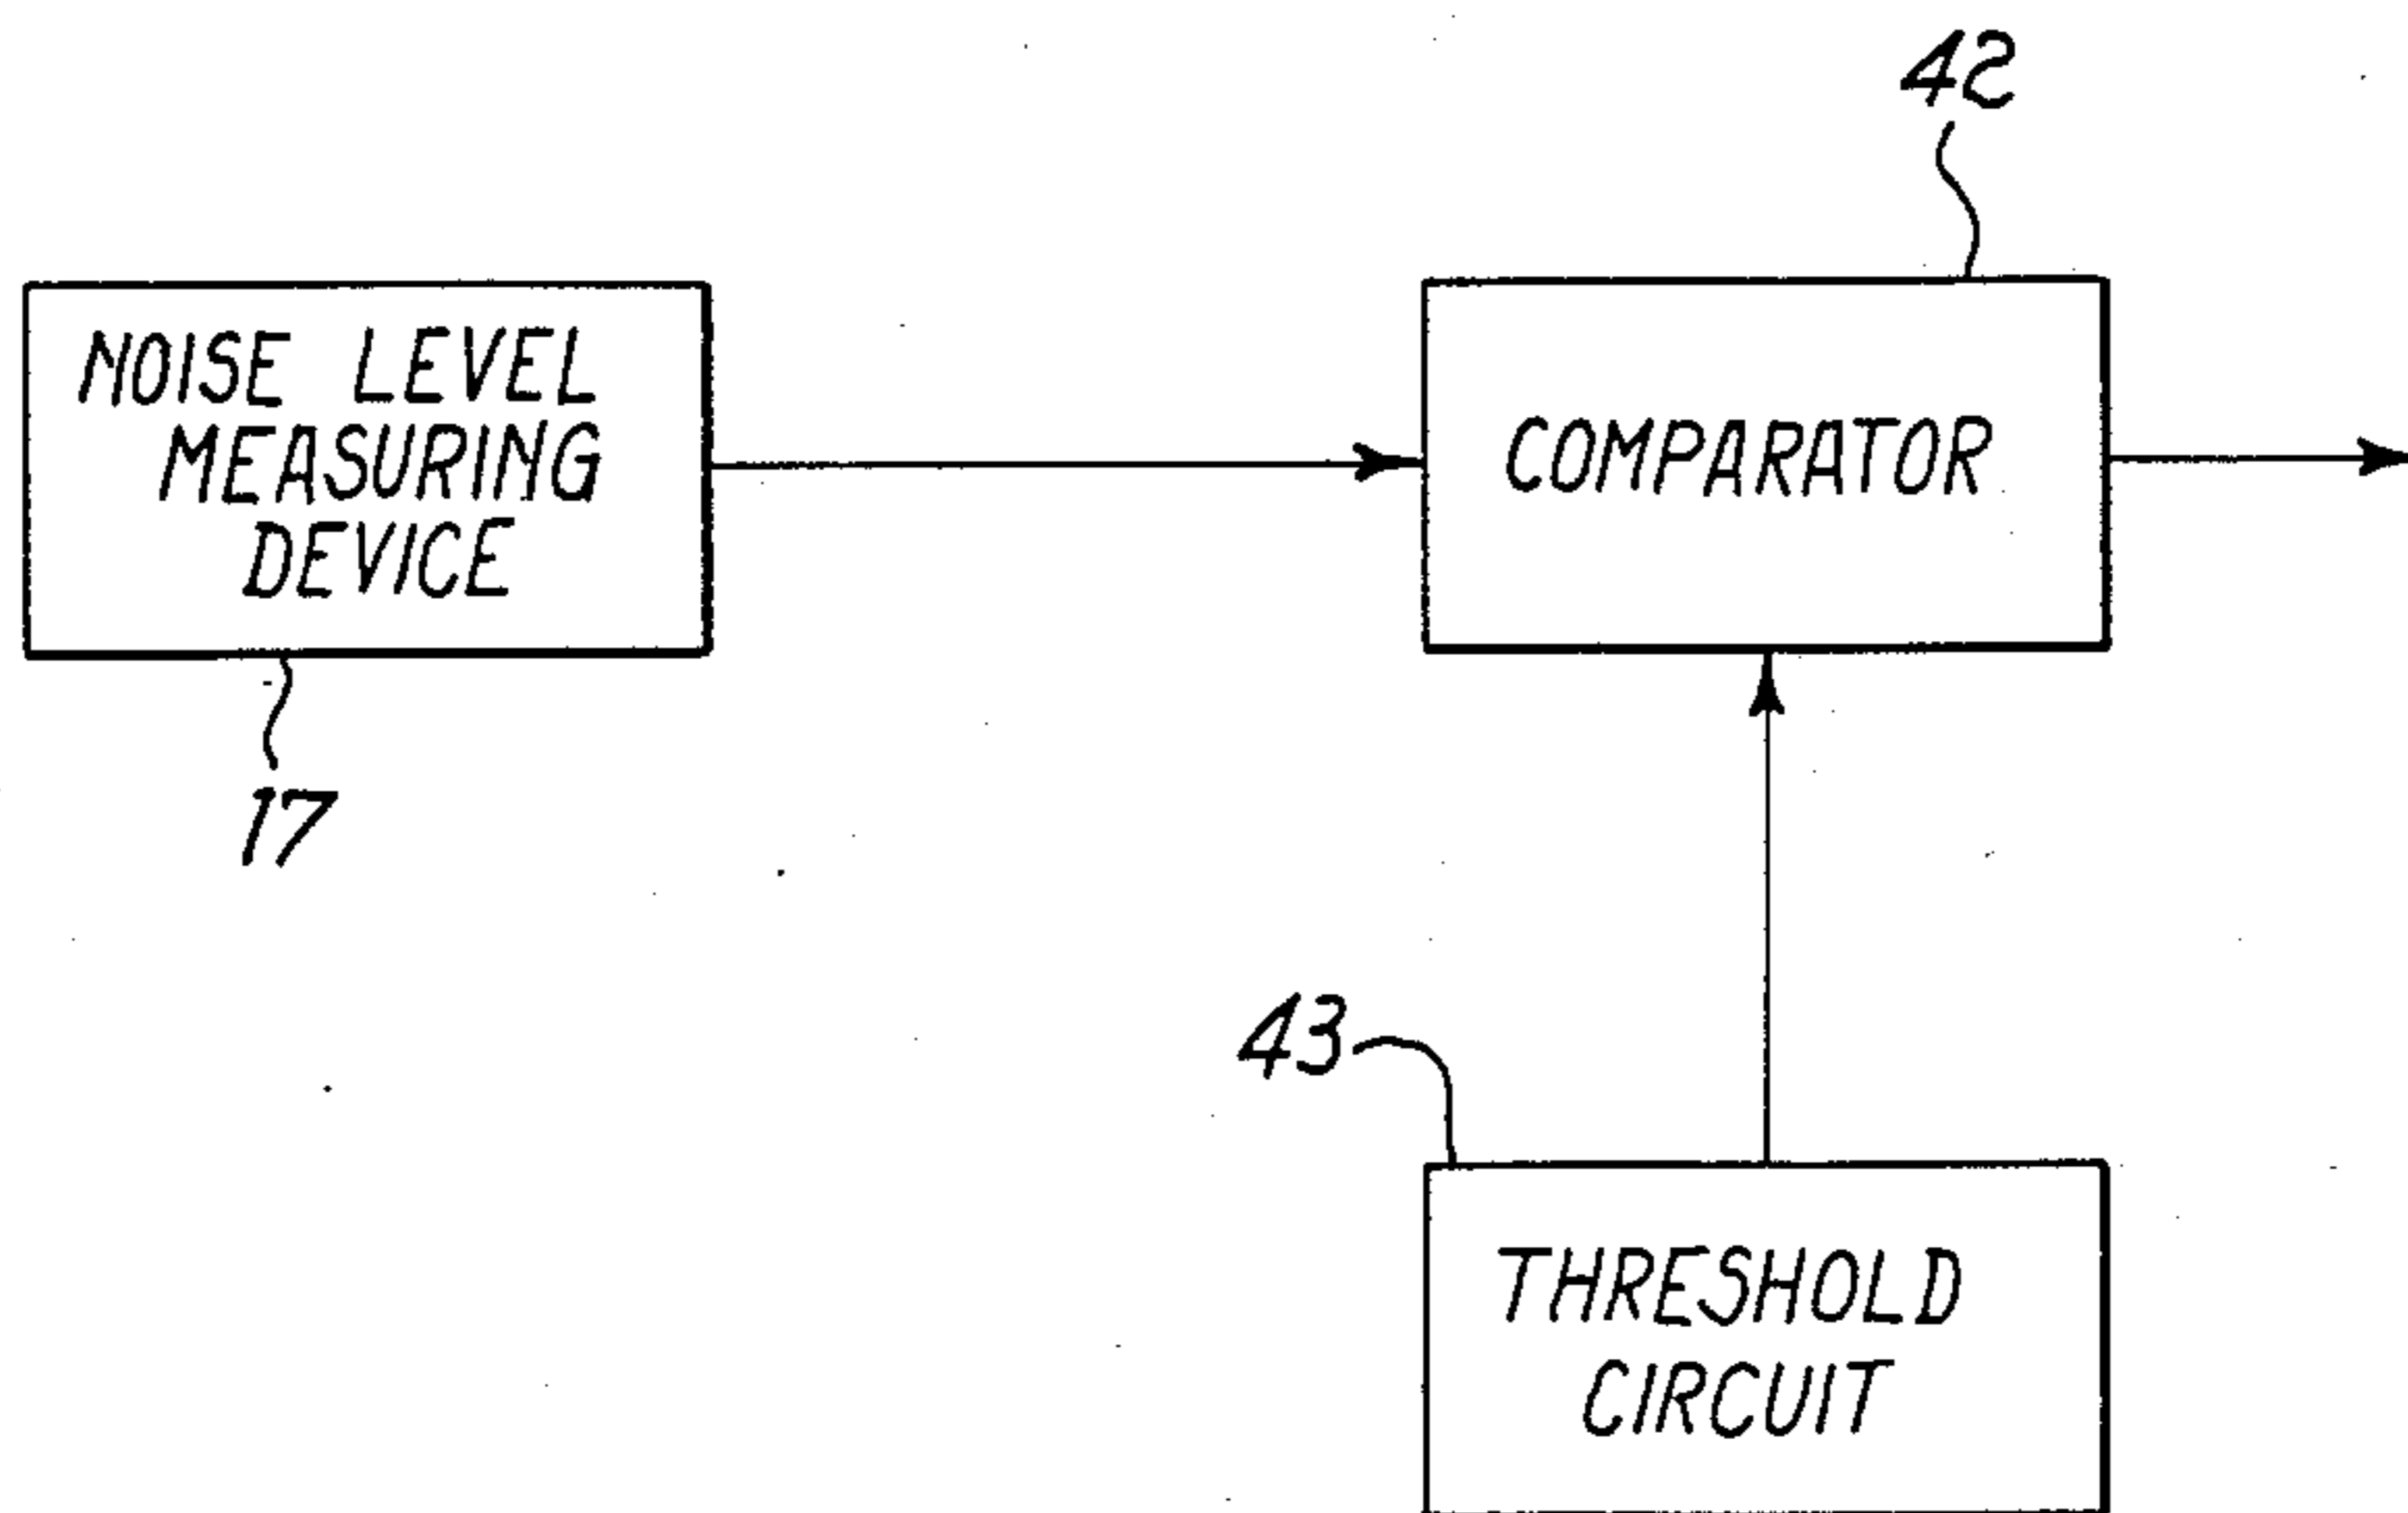 42
NOISE LEVEL
MEASURING
DEVICE
COMPARATOR
17
43
THRESHOLD
CIRCUIT